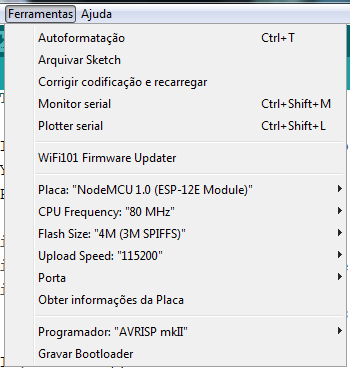 Ferramentas Ajuda
Autoformatação Ctrl+T
Arquivar Sketch
Corrigir codificação e recarregar
Monitor serial Ctrl+Shift+M
Plotter serial Ctrl+Shift+L
WiFi101 Firmware Updater
Placa: "NodeMCU 1.0 (ESP-12E Module)"
CPU Frequency: "80 MHz"
Flash Size: "4M (3M SPIFFS)"
Upload Speed: "115200"
Porta
Obter informações da Placa
Programador: "AVRISP mkII"
Gravar Bootloader